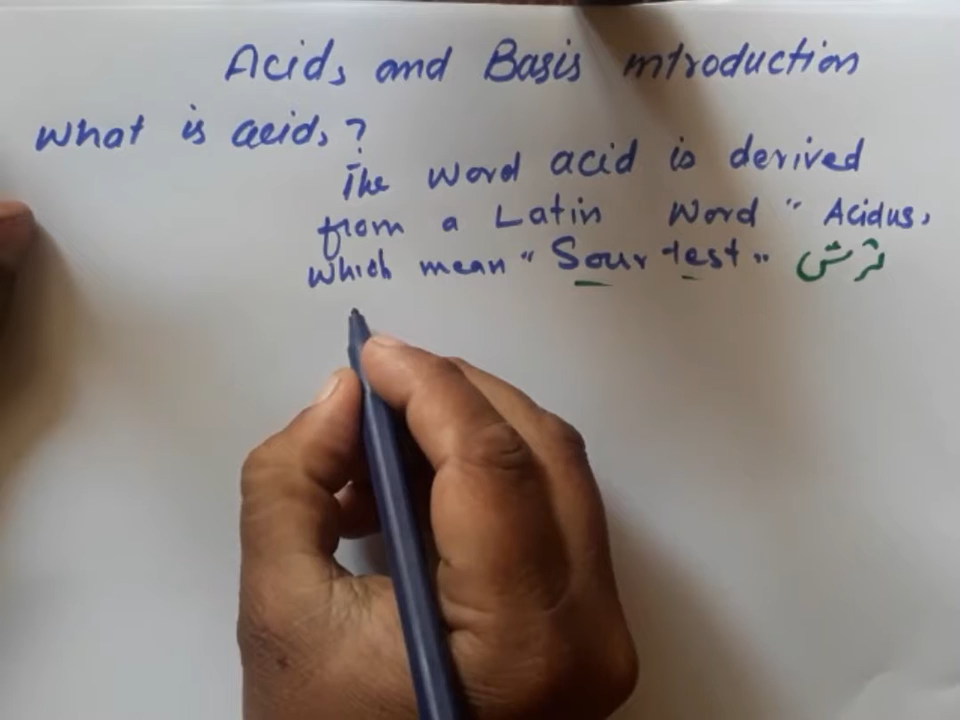 Acids and Basis introduction
What is acids?
The word acid is derived
from a Latin word "Acidus,
which mean "Sour test" ترش